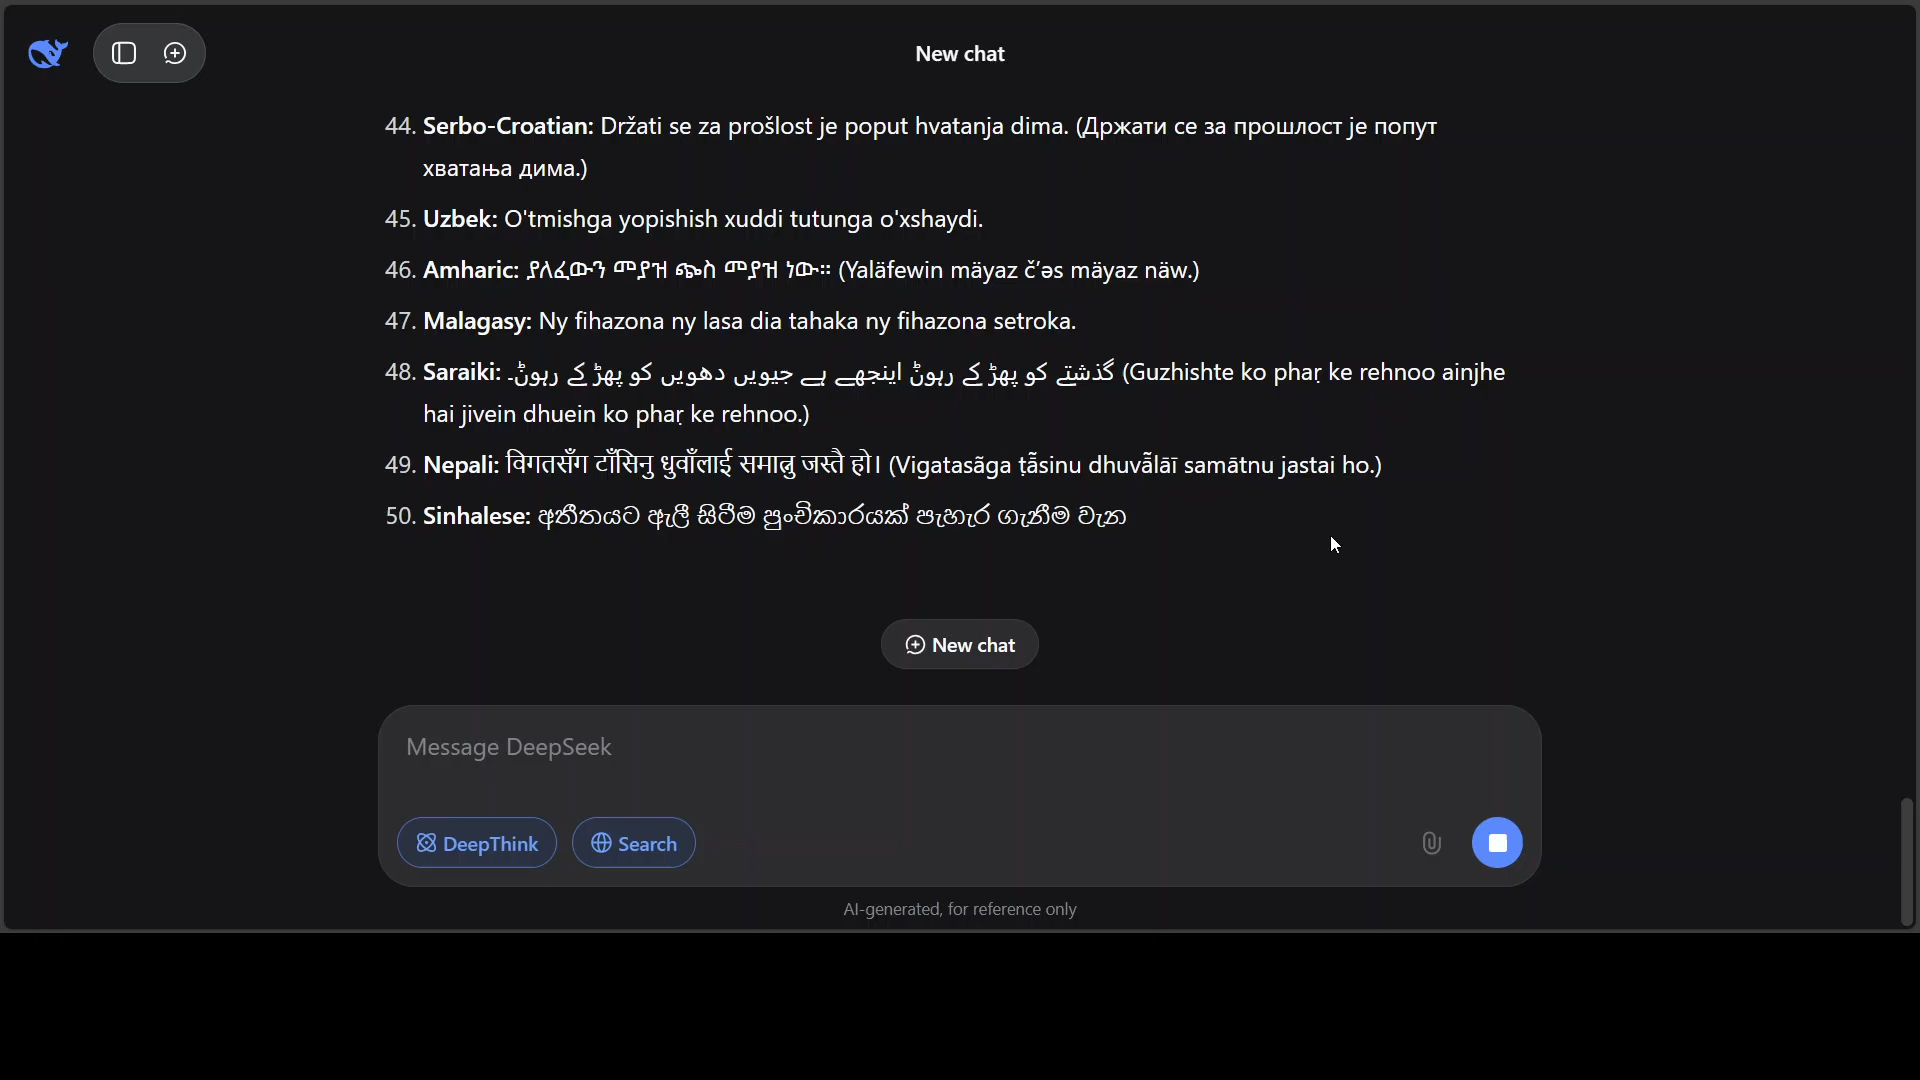 New chat
44. Serbo-Croatian: Držati se za prošlost je poput hvatanja dima. (Држати се за прошлост је попут
хватања дима.)
45. Uzbek: O'tmishga yopishish xuddi tutunga o'xshaydi.
46. Amharic: ያለፈውን መያዝ ጭስ መያዝ ነው። (Yaläfewin mäyaz č’əs mäyaz näw.)
47. Malagasy: Ny fihazona ny lasa dia tahaka ny fihazona setroka.
48. Saraiki: گذشتے کو پھڑ کے رہوݨ اینجھے ہے جیویں دھویں کو پھڑ کے رہوݨ۔ (Guzhishte ko phaṛ ke rehnoo ainjhe
hai jivein dhuein ko phaṛ ke rehnoo.)
49. Nepali: विगतसँग टाँसिनु धुवाँलाई समात्नु जस्तै हो। (Vigatasãga ṭā̃sinu dhuvā̃lāī samātnu jastai ho.)
50. Sinhalese: අතීතයට ඇලී සිටීම පුංචිකාරයක් පැහැර ගැනීම වැන
New chat
Message DeepSeek
DeepThink Search
AI-generated, for reference only